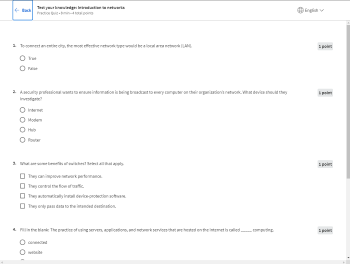 ← Back
Test your knowledge: Introduction to networks
Practice Quiz • 8 min • 4 total points
English
1. To connect an entire city, the most effective network type would be a local area network (LAN).
1 point
True
False
2. A security professional wants to ensure information is being broadcast to every computer on their organization's network. What device should they
investigate?
1 point
Internet
Modem
Hub
Router
3. What are some benefits of switches? Select all that apply.
1 point
They can improve network performance.
They control the flow of traffic.
They automatically install device-protection software.
They only pass data to the intended destination.
4. Fill in the blank: The practice of using servers, applications, and network services that are hosted on the internet is called _____ computing.
1 point
connected
website